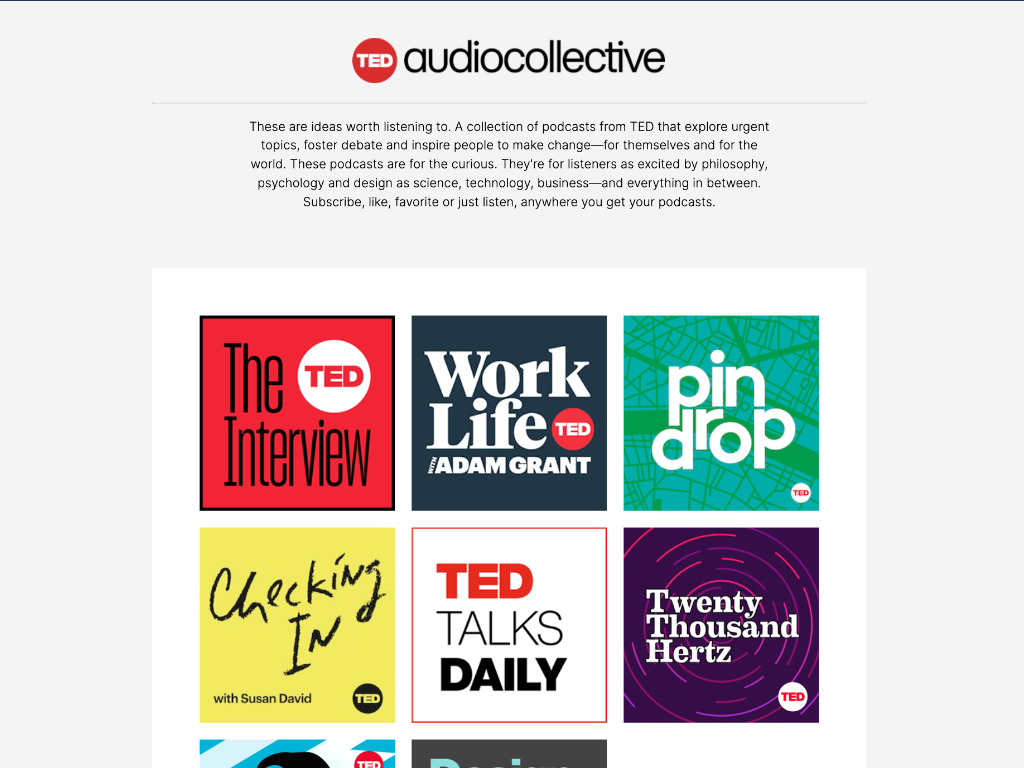 TED audiocollective
These are ideas worth listening to. A collection of podcasts from TED that explore urgent
topics, foster debate and inspire people to make change—for themselves and for the
world. These podcasts are for the curious. They're for listeners as excited by philosophy,
psychology and design as science, technology, business—and everything in between.
Subscribe, like, favorite or just listen, anywhere you get your podcasts.
The TED
Interview
Work
Life TED
WITH ADAM GRANT
pin
drop
TED
Checking
In
with Susan David TED
TED
TALKS
DAILY
Twenty
Thousand
Hertz
TED
TED
Design